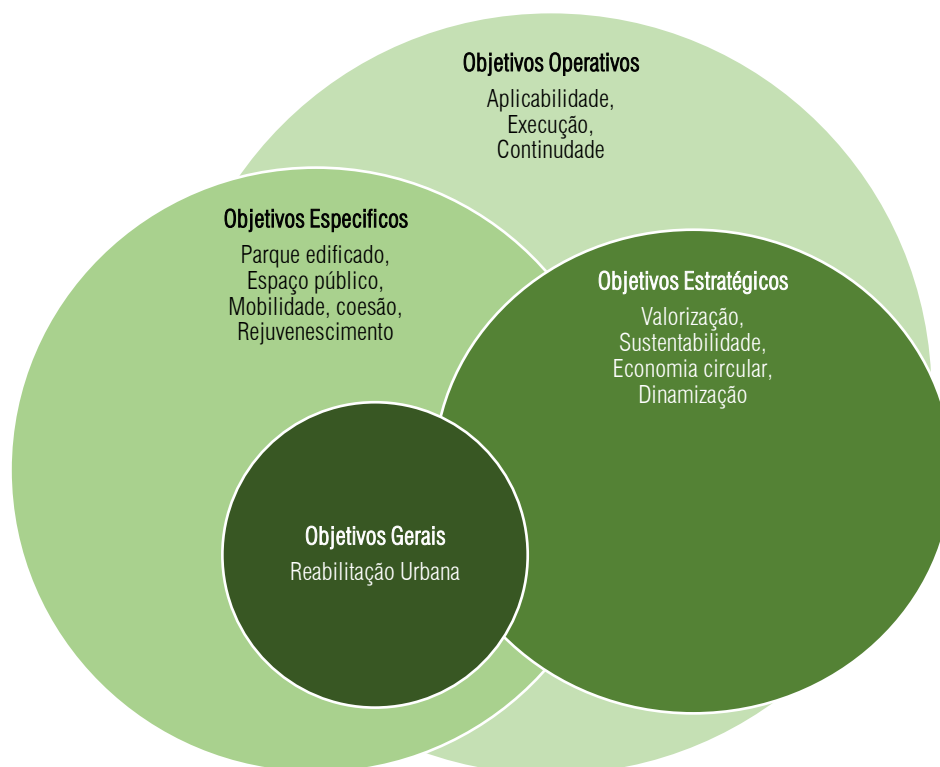 Objetivos Operativos
Aplicabilidade,
Execução,
Continudade
Objetivos Especificos
Parque edificado,
Espaço público,
Mobilidade, coesão,
Rejuvenescimento
Objetivos Estratégicos
Valorização,
Sustentabilidade,
Economia circular,
Dinamização
Objetivos Gerais
Reabilitação Urbana